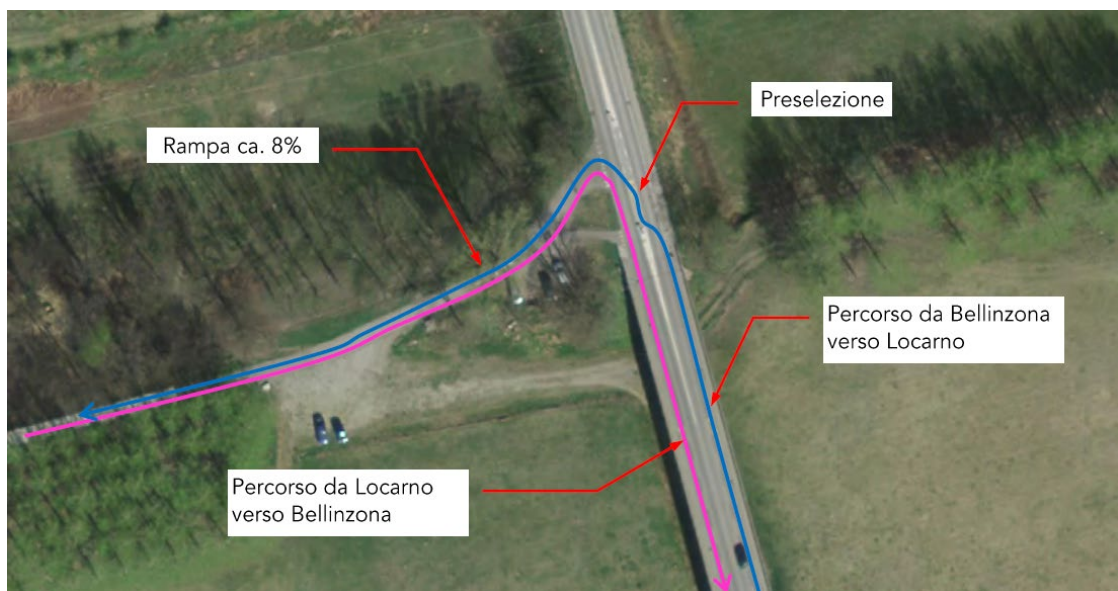 Preselezione
Rampa ca. 8%
Percorso da Bellinzona
verso Locarno
Percorso da Locarno
verso Bellinzona